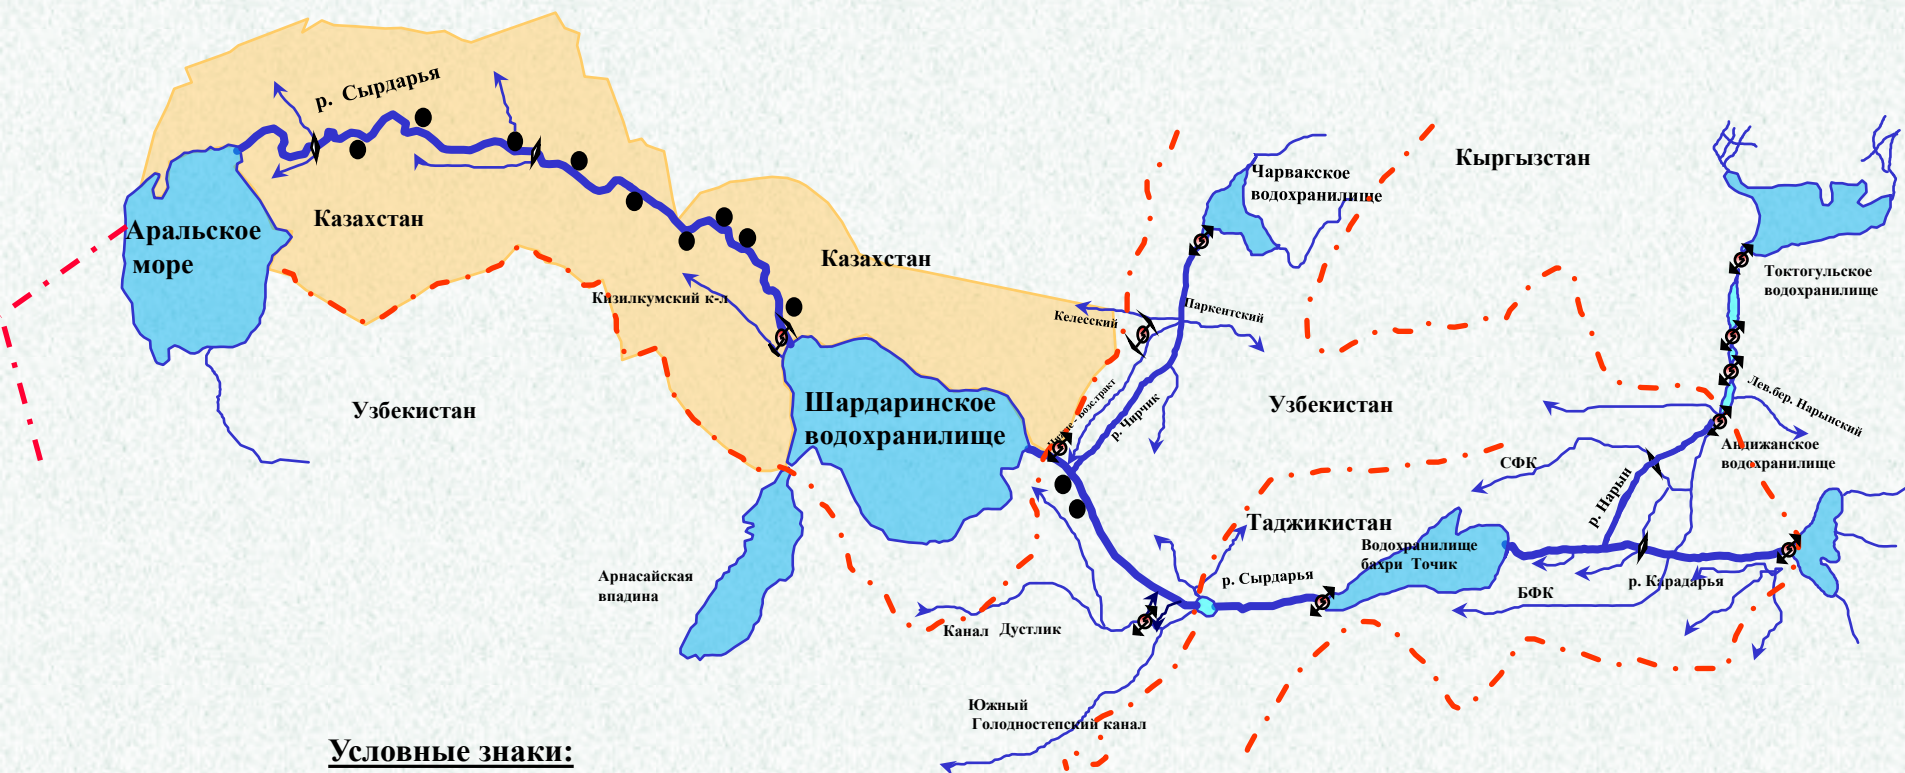 р. Сырдарья
Казахстан
Аральское
море
Кизилкумский к-л
Казахстан
Узбекистан
Шардаринское
водохранилище
Арнасайская
впадина
Чарвакское
водохранилище
Кыргызстан
Келесский
Паркентский
р. Чирчик
Узбекистан
Токтогульское
водохранилище
Лев.бер. Нарынский
Андижанское
водохранилище
СФК
р. Нарын
Таджикистан
Водохранилище
бахри Точик
р. Сырдарья
р. Карадарья
БФК
Канал Дустлик
Южный
Голодностепский канал
Условные знаки: